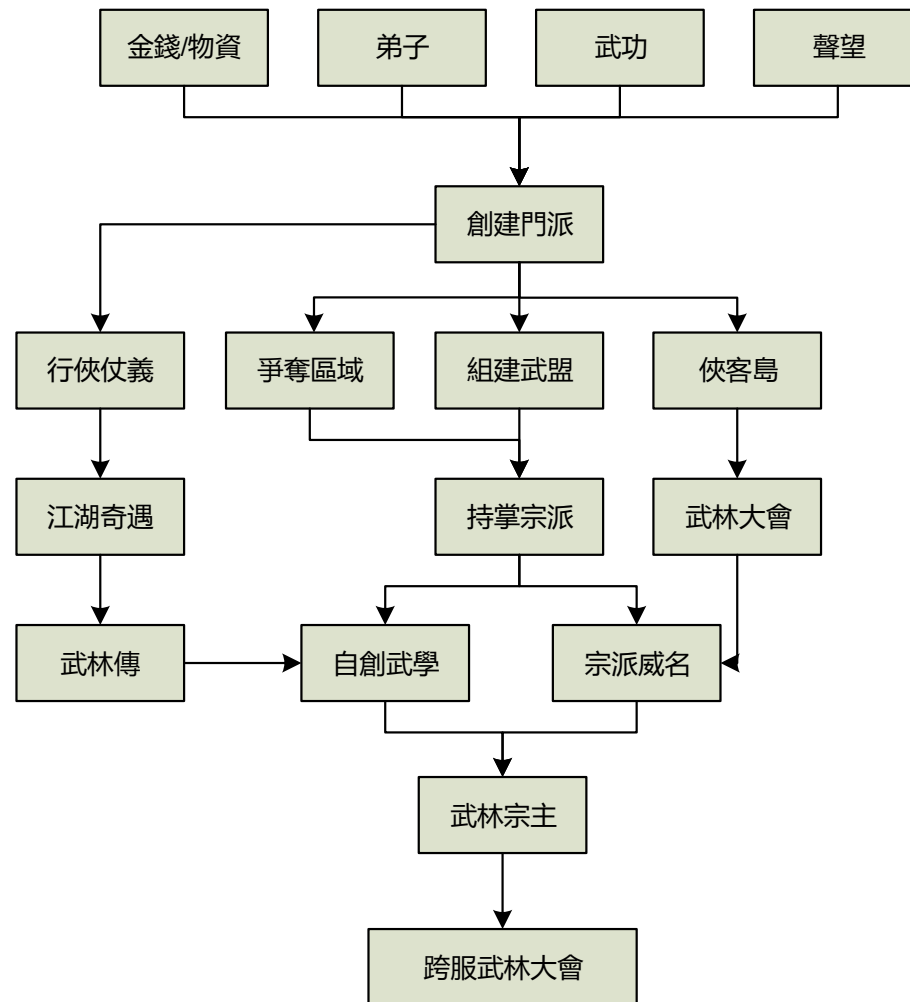 金錢/物資
弟子
武功
聲望
創建門派
行俠仗義
爭奪區域
組建武盟
俠客島
江湖奇遇
持掌宗派
武林大會
武林傳
自創武學
宗派威名
武林宗主
跨服武林大會